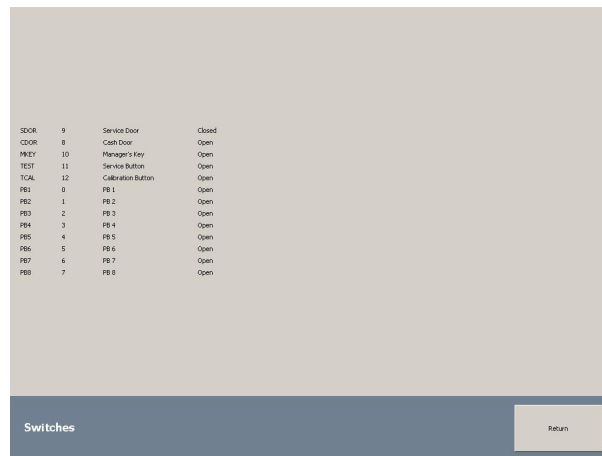 SDOR 9 Service Door Closed
CDOR 8 Cash Door Open
MKEY 10 Manager's Key Open
TEST 11 Service Button Open
TCAL 12 Calibration Button Open
PB1 0 PB 1 Open
PB2 1 PB 2 Open
PB3 2 PB 3 Open
PB4 3 PB 4 Open
PB5 4 PB 5 Open
PB6 5 PB 6 Open
PB7 6 PB 7 Open
PB8 7 PB 8 Open
Switches
Return